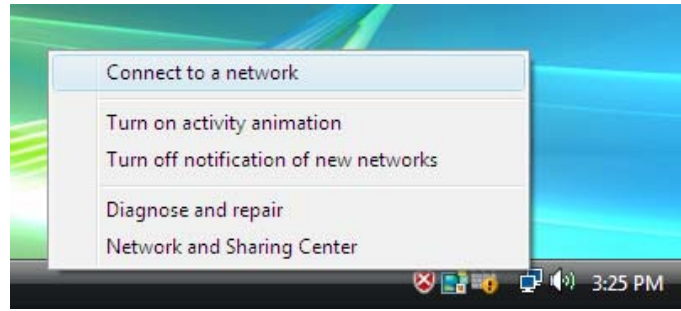 Connect to a network
Turn on activity animation
Turn off notification of new networks
Diagnose and repair
Network and Sharing Center
3:25 PM